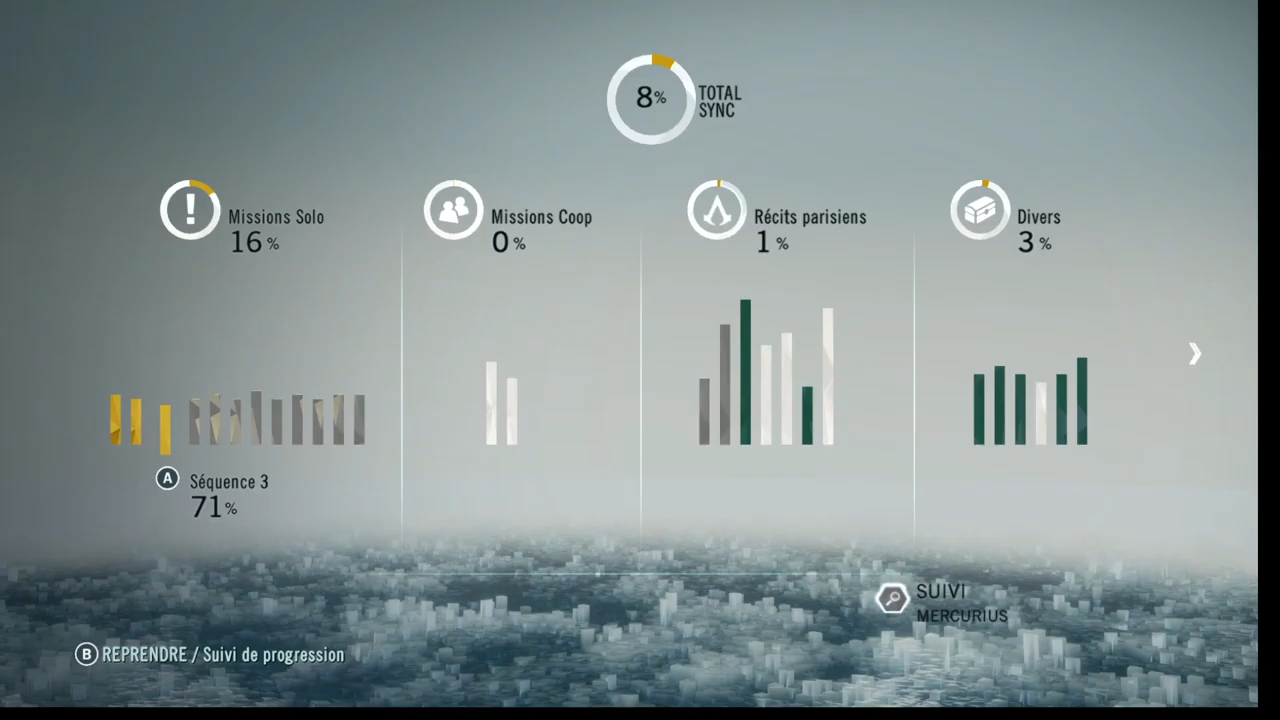 8%
TOTAL
SYNC
Missions Solo
16 %
Missions Coop
0 %
Récits parisiens
1 %
Divers
3 %
A
Séquence 3
71 %
SUIVI
MERCURIUS
B REPRENDRE / Suivi de progression